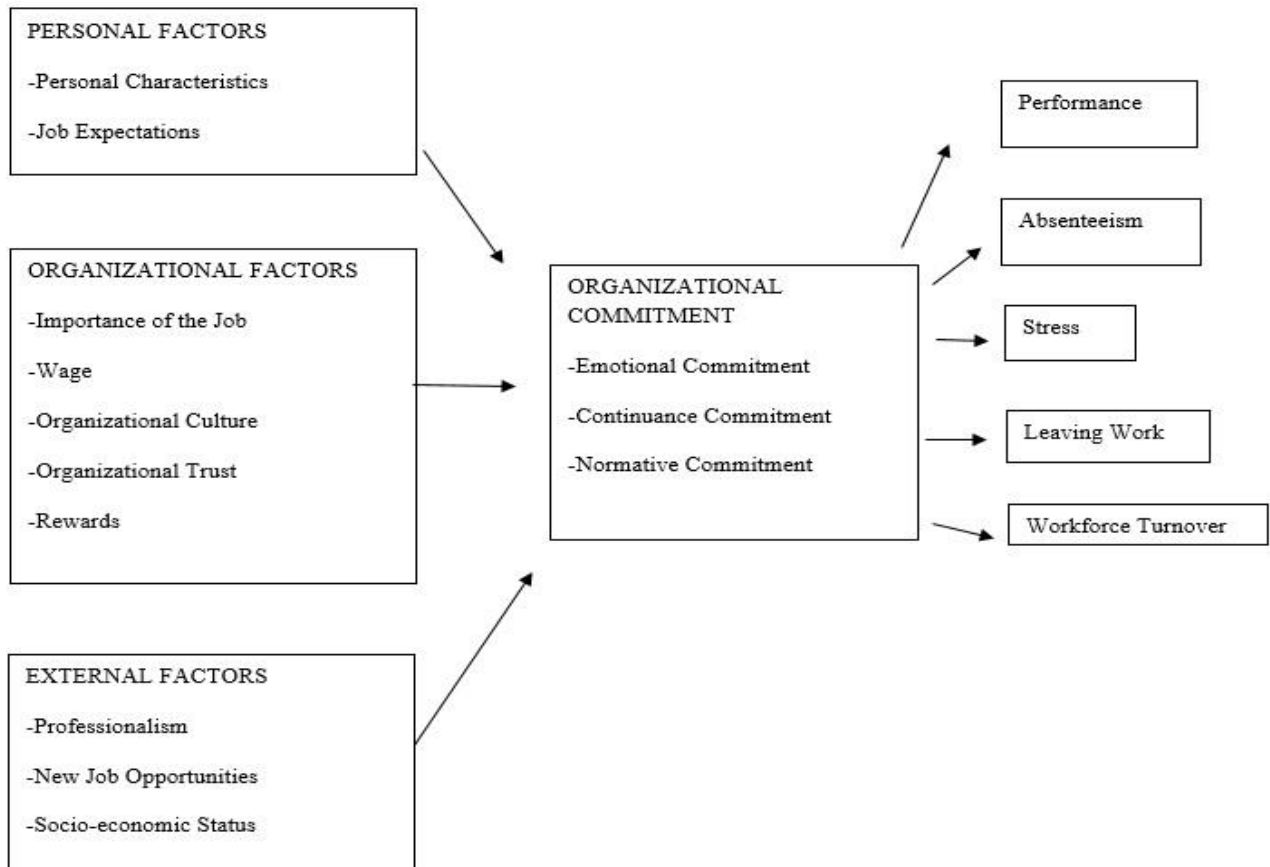 PERSONAL FACTORS
-Personal Characteristics
-Job Expectations
ORGANIZATIONAL FACTORS
-Importance of the Job
-Wage
-Organizational Culture
-Organizational Trust
-Rewards
EXTERNAL FACTORS
-Professionalism
-New Job Opportunities
-Socio-economic Status
ORGANIZATIONAL
COMMITMENT
-Emotional Commitment
-Continuance Commitment
-Normative Commitment
Performance
Absenteeism
Stress
Leaving Work
Workforce Turnover